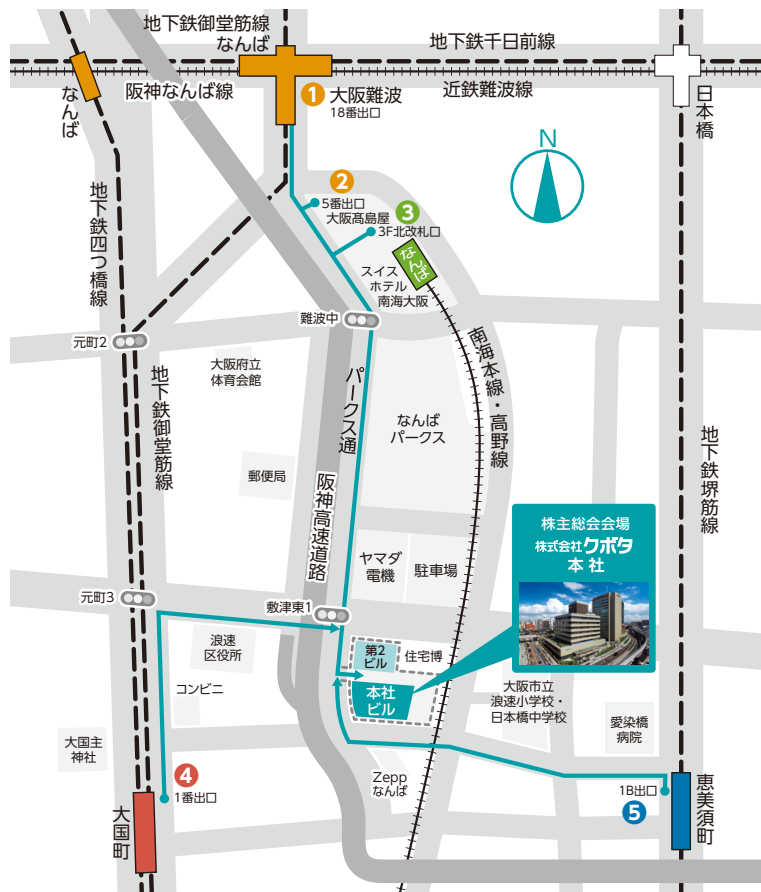 地下鉄御堂筋線
なんば
地下鉄千日前線
なんば
阪神なんば線
近鉄難波線
日本橋
1 大阪難波
18番出口
N
2
5番出口
大阪髙島屋
3
3F北改札口
なんば
スイス
ホテル
南海大阪
地下鉄四つ橋線
難波中
元町2
大阪府立
体育会館
地下鉄御堂筋線
パークス通
南海本線・高野線
なんば
パークス
地下鉄堺筋線
郵便局
阪神高速道路
ヤマダ
電機
駐車場
株主総会会場
株式会社クボタ
本社
元町3
敷津東1
浪速
区役所
第2
ビル
住宅博
コンビニ
本社
ビル
大阪市立
浪速小学校・
日本橋中学校
愛染橋
病院
大国主
神社
4
1番出口
Zepp
なんば
1B出口
5
大国町
恵美須町